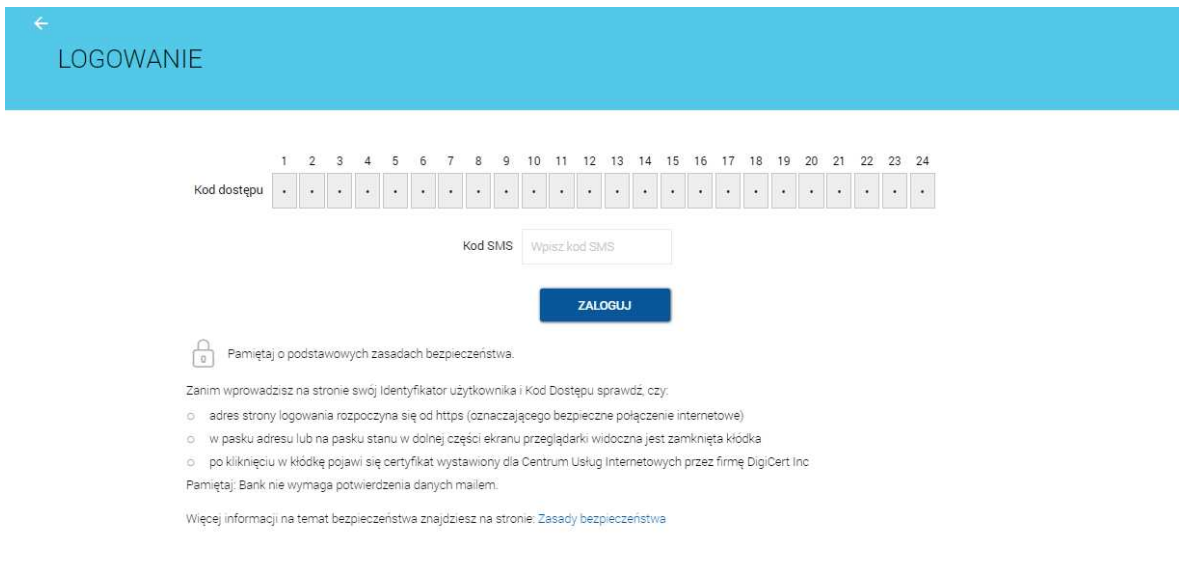 LOGOWANIE
1 2 3 4 5 6 7 8 9 10 11 12 13 14 15 16 17 18 19 20 21 22 23 24
Kod dostępu
Kod SMS Wpisz kod SMS
ZALOGUJ
Pamiętaj o podstawowych zasadach bezpieczeństwa.
Zanim wprowadzisz na stronie swój Identyfikator użytkownika i Kod Dostępu sprawdź, czy:
adres strony logowania rozpoczyna się od https (oznaczającego bezpieczne połączenie internetowe)
w pasku adresu lub na pasku stanu w dolnej części ekranu przeglądarki widoczna jest zamknięta kłódka
po kliknięciu w kłódkę pojawi się certyfikat wystawiony dla Centrum Usług Internetowych przez firmę DigiCert Inc
Pamiętaj: Bank nie wymaga potwierdzenia danych mailem.
Więcej informacji na temat bezpieczeństwa znajdziesz na stronie: Zasady bezpieczeństwa